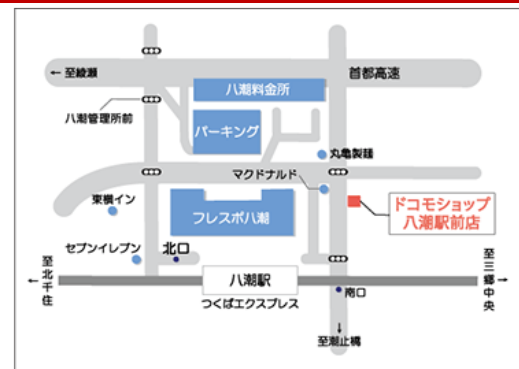 ← 至綾瀬
首都高速
八潮料金所
八潮管理所前
パーキング
丸亀製麺
マクドナルド
東横イン
フレスポ八潮
ドコモショップ
八潮駅前店
セブンイレブン
北口
至北千住
←
八潮駅
つくばエクスプレス
南口
至三郷中央
→
至潮止橋
↓